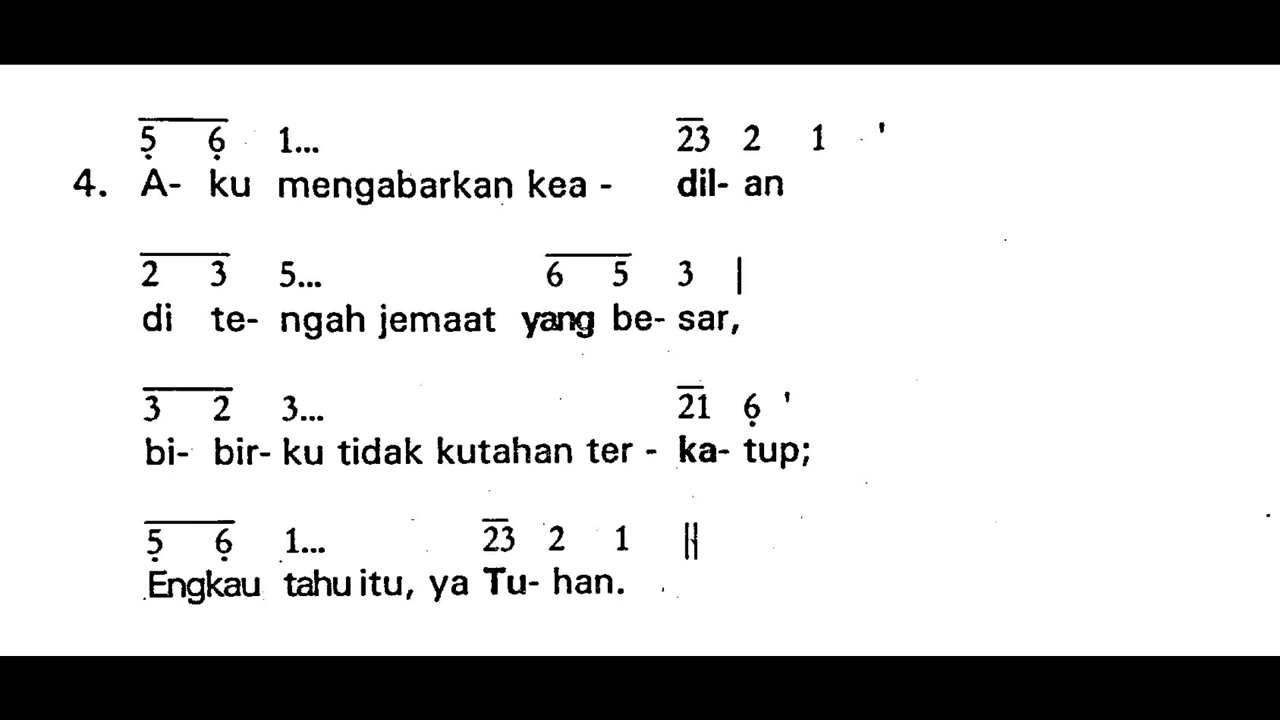 5̣ 6̣ 1... 23 2 1 '
4. A- ku mengabarkan kea - dil- an
2 3 5... 6 5 3 |
di te- ngah jemaat yang be- sar,
3 2 3... 21 6̣ '
bi- bir- ku tidak kutahan ter - ka- tup;
5̣ 6̣ 1... 23 2 1 ||
Engkau tahu itu, ya Tu- han.